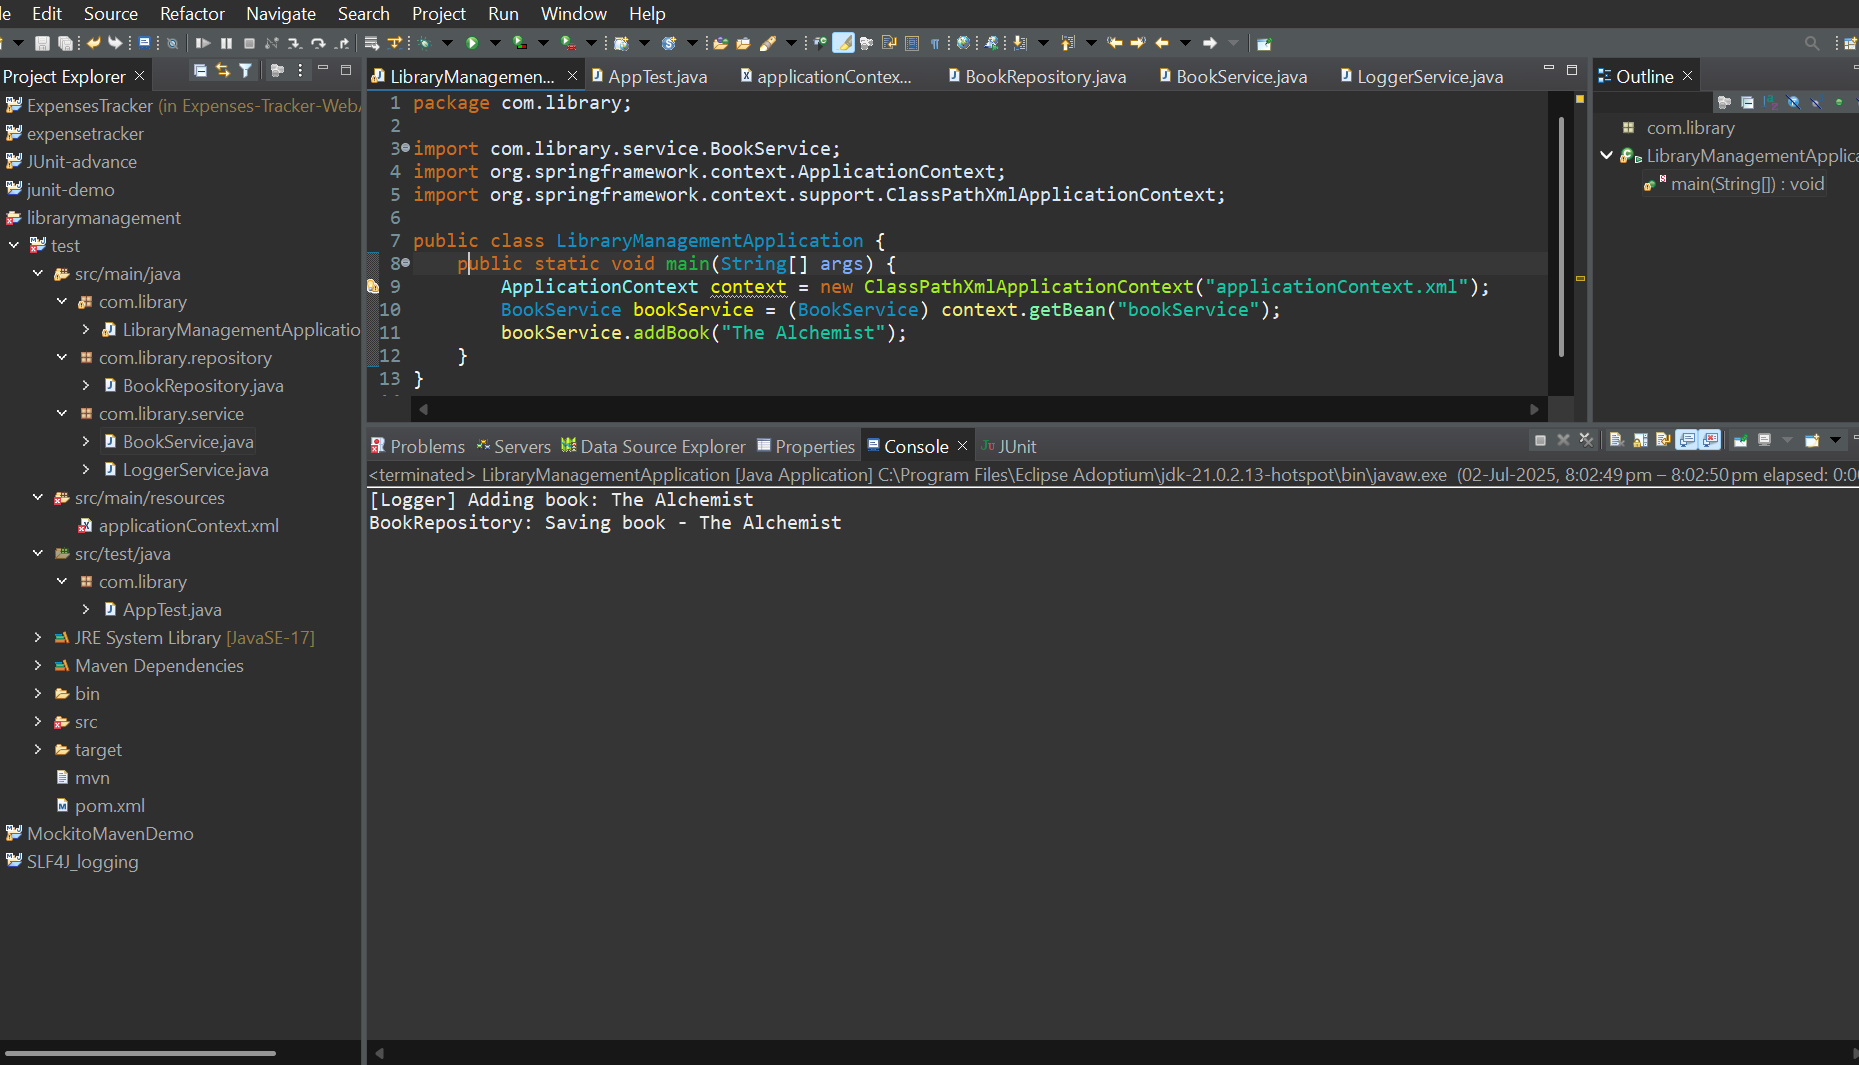 le Edit Source Refactor Navigate Search Project Run Window Help
Project Explorer
LibraryManagemen... AppTest.java applicationContex... BookRepository.java BookService.java LoggerService.java
Outline
ExpensesTracker (in Expenses-Tracker-WebA
expensetracker
JUnit-advance
junit-demo
librarymanagement
test
src/main/java
com.library
LibraryManagementApplicatio
com.library.repository
BookRepository.java
com.library.service
BookService.java
LoggerService.java
src/main/resources
applicationContext.xml
src/test/java
com.library
AppTest.java
JRE System Library [JavaSE-17]
Maven Dependencies
bin
src
target
mvn
pom.xml
MockitoMavenDemo
SLF4J_logging
1 package com.library;
2
3 import com.library.service.BookService;
4 import org.springframework.context.ApplicationContext;
5 import org.springframework.context.support.ClassPathXmlApplicationContext;
6
7 public class LibraryManagementApplication {
8 public static void main(String[] args) {
9 ApplicationContext context = new ClassPathXmlApplicationContext("applicationContext.xml");
10 BookService bookService = (BookService) context.getBean("bookService");
11 bookService.addBook("The Alchemist");
12 }
13 }
com.library
LibraryManagementApplica
main(String[]) : void
Problems Servers Data Source Explorer Properties Console JUnit
<terminated> LibraryManagementApplication [Java Application] C:\Program Files\Eclipse Adoptium\jdk-21.0.2.13-hotspot\bin\javaw.exe (02-Jul-2025, 8:02:49 pm – 8:02:50 pm elapsed: 0:00
[Logger] Adding book: The Alchemist
BookRepository: Saving book - The Alchemist